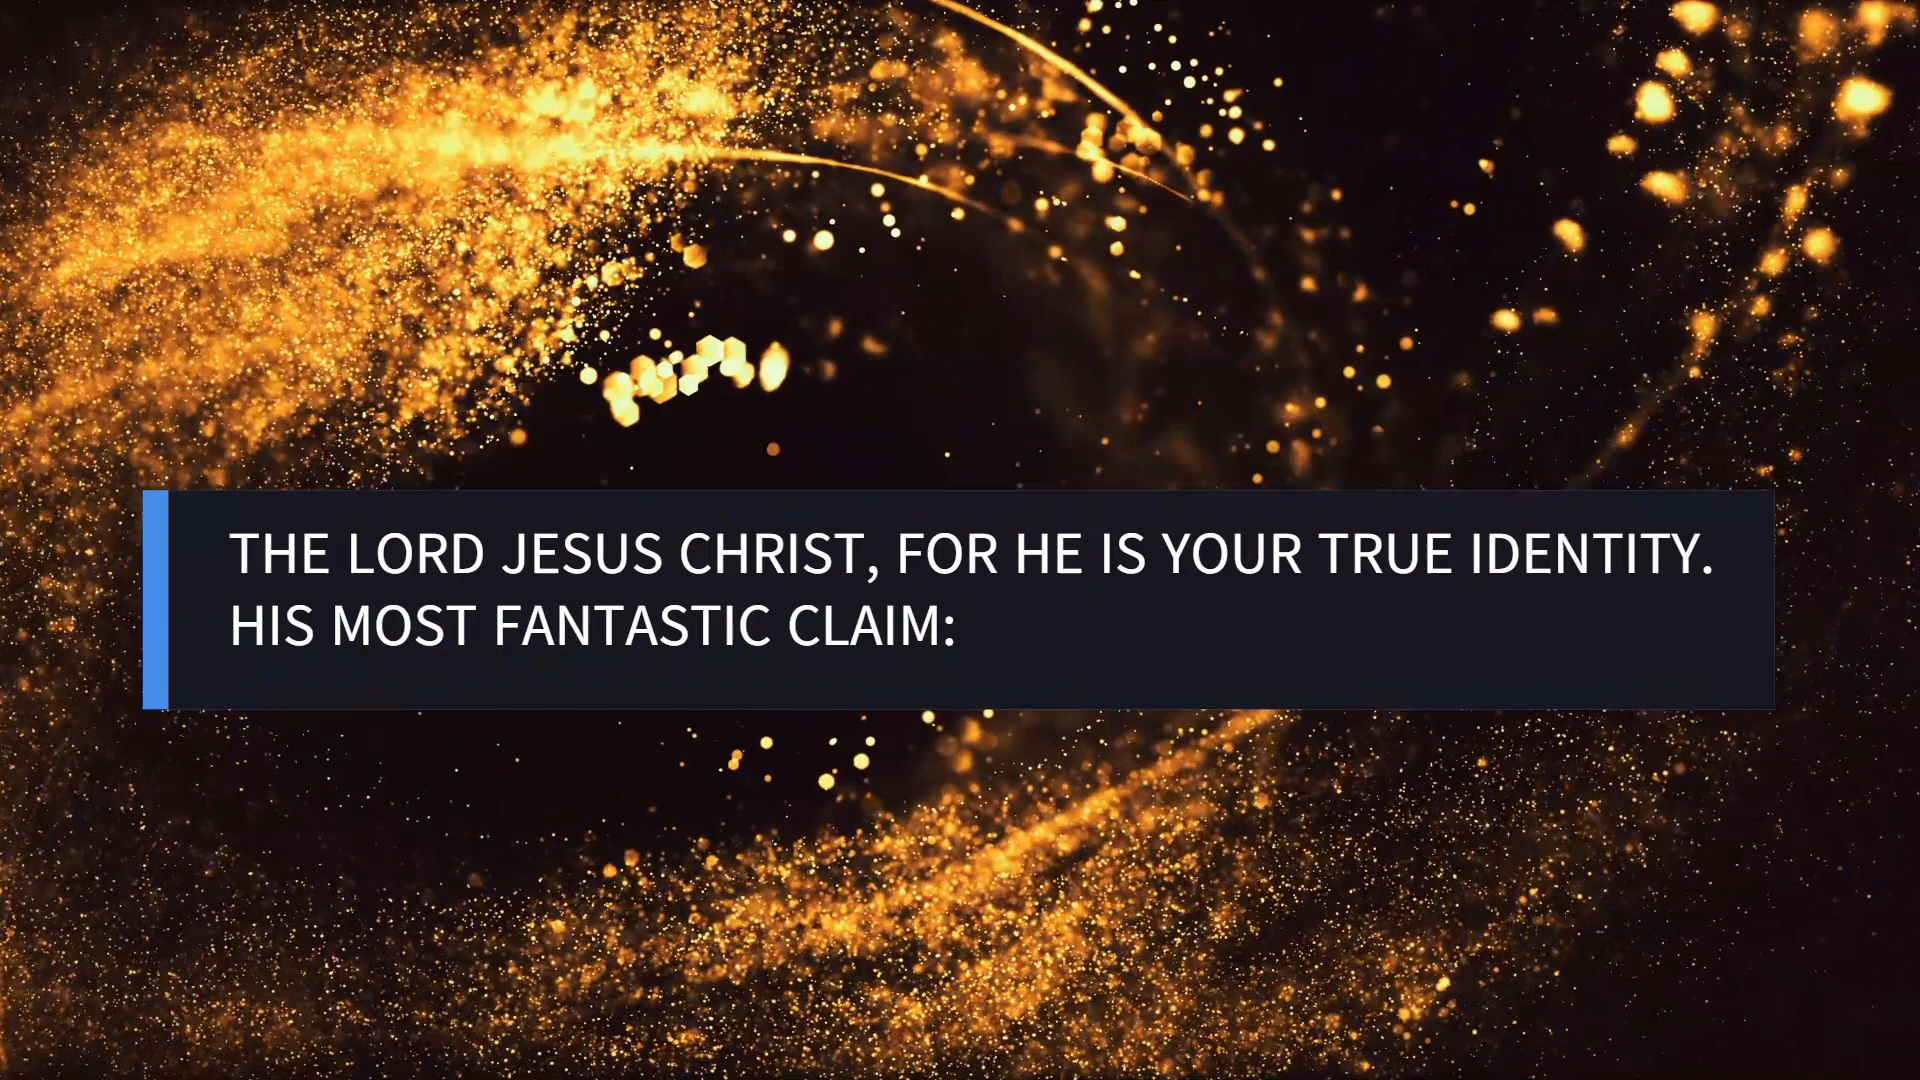 THE LORD JESUS CHRIST, FOR HE IS YOUR TRUE IDENTITY.
HIS MOST FANTASTIC CLAIM: